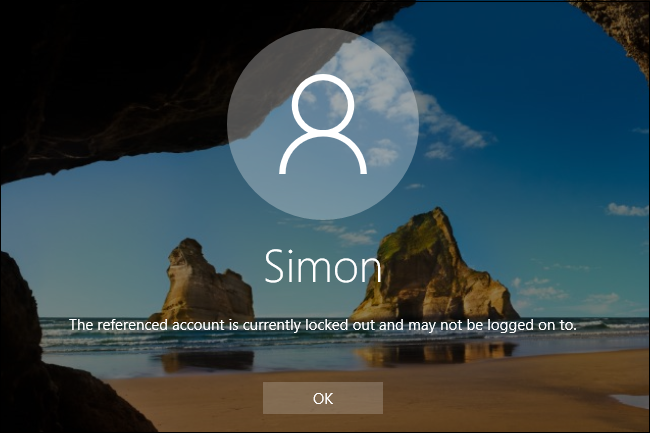 Simon
The referenced account is currently locked out and may not be logged on to.
OK